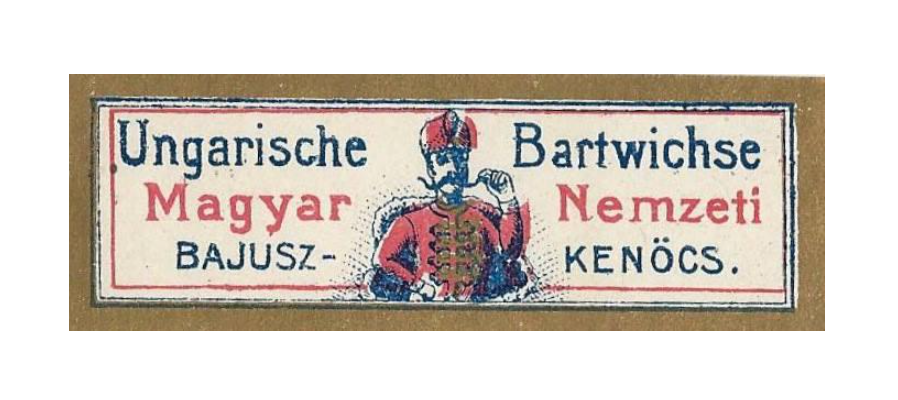 Ungarische Bartwichse
Magyar Nemzeti
BAJUSZ- KENÖCS.